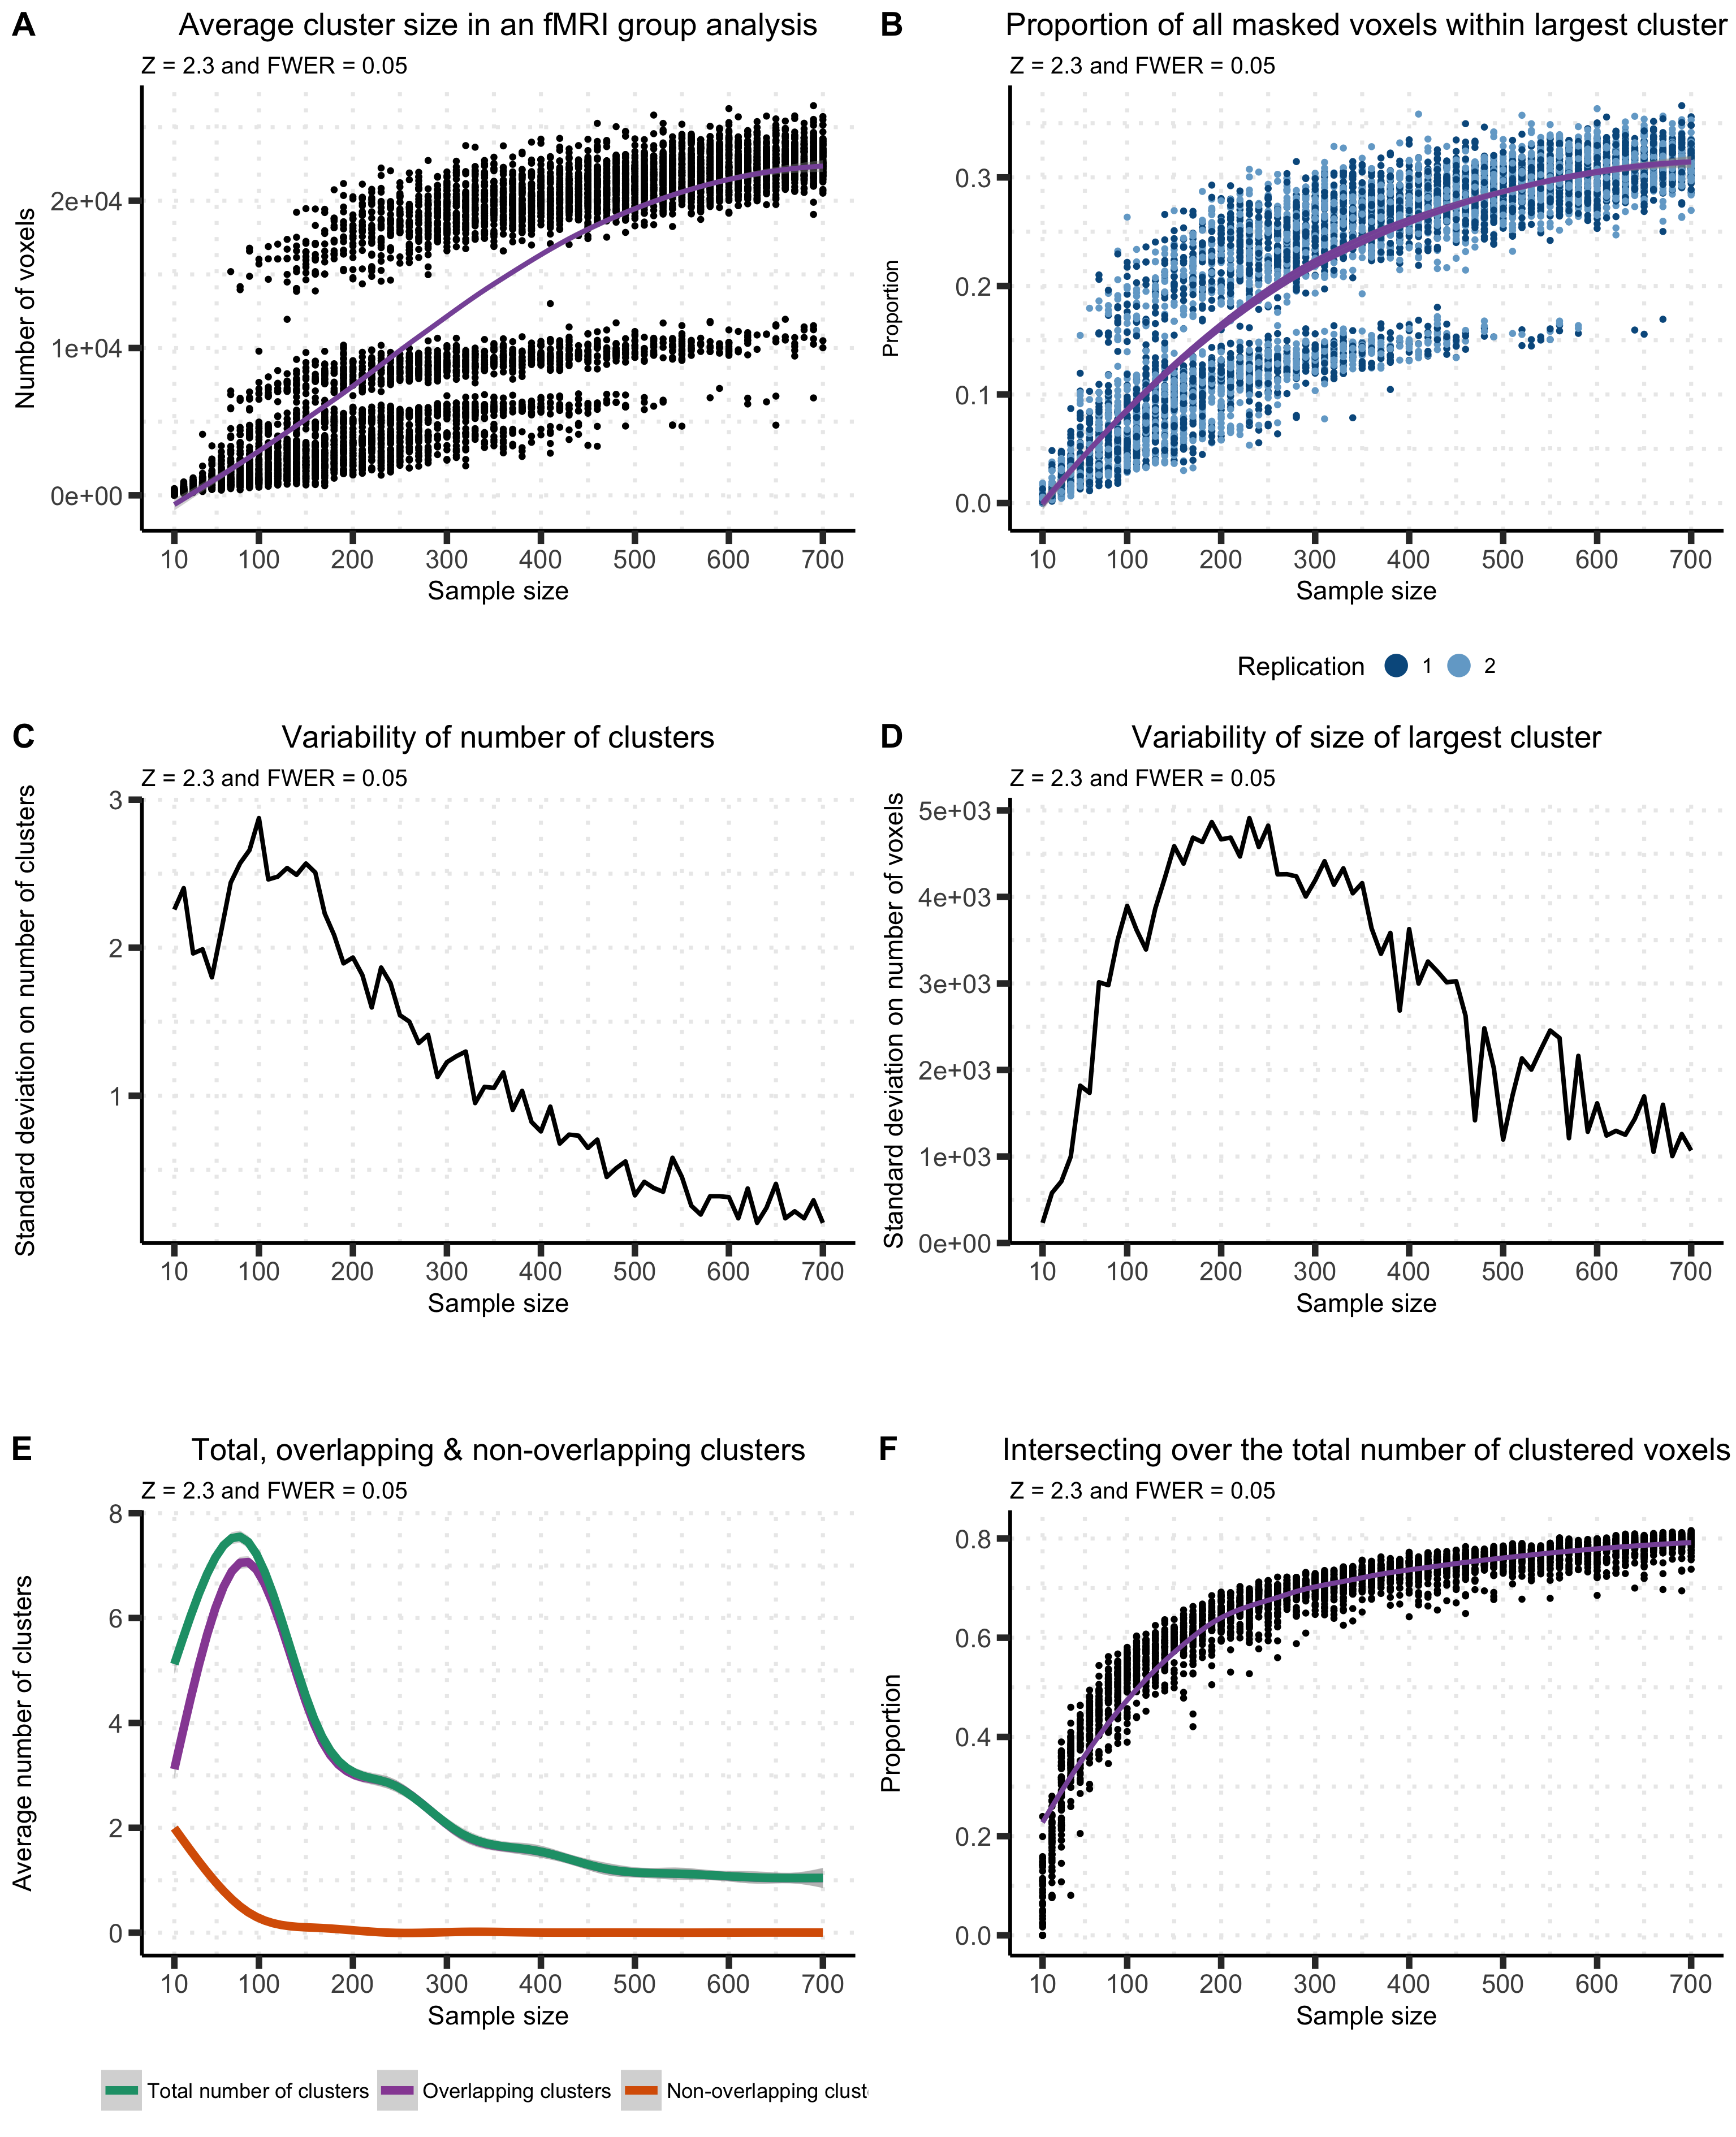 A
Average cluster size in an fMRI group analysis
Z = 2.3 and FWER = 0.05
Number of voxels
2e+04
1e+04
0e+00
10 100 200 300 400 500 600 700
Sample size
B
Proportion of all masked voxels within largest cluster
Z = 2.3 and FWER = 0.05
Proportion
0.3
0.2
0.1
0.0
10 100 200 300 400 500 600 700
Sample size
Replication 1 2
C
Variability of number of clusters
Z = 2.3 and FWER = 0.05
Standard deviation on number of clusters
3
2
1
10 100 200 300 400 500 600 700
Sample size
D
Variability of size of largest cluster
Z = 2.3 and FWER = 0.05
Standard deviation on number of voxels
5e+03
4e+03
3e+03
2e+03
1e+03
0e+00
10 100 200 300 400 500 600 700
Sample size
E
Total, overlapping & non-overlapping clusters
Z = 2.3 and FWER = 0.05
Average number of clusters
8
6
4
2
0
10 100 200 300 400 500 600 700
Sample size
Total number of clusters Overlapping clusters Non-overlapping clust
F
Intersecting over the total number of clustered voxels
Z = 2.3 and FWER = 0.05
Proportion
0.8
0.6
0.4
0.2
0.0
10 100 200 300 400 500 600 700
Sample size